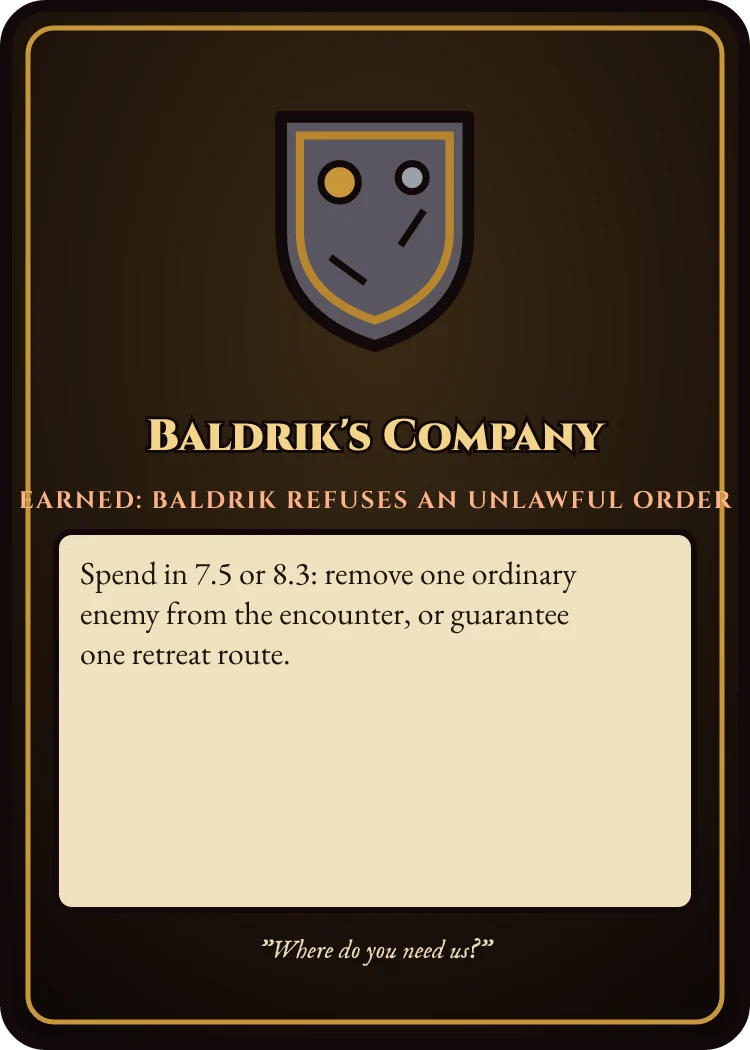 Baldrik's Company
EARNED: BALDRIK REFUSES AN UNLAWFUL ORDER
Spend in 7.5 or 8.3: remove one ordinary
enemy from the encounter, or guarantee
one retreat route.
”Where do you need us?”